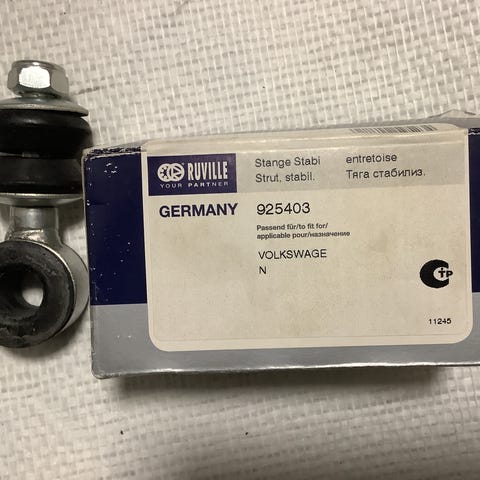 RUVILLE
YOUR PARTNER
Stange Stabi entretoise
Strut, stabil. Тяга стабилиз.
GERMANY 925403
Passend für/to fit for/
applicable pour/назначение
VOLKSWAGE
N
СТР
11245